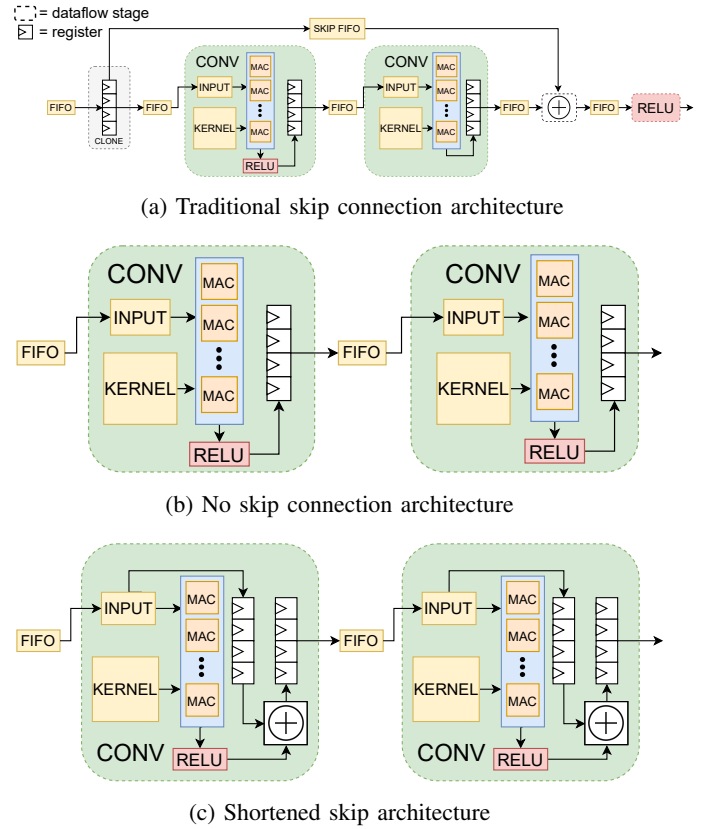 = dataflow stage
= register
SKIP FIFO
CONV
CONV
MAC
MAC
INPUT
MAC
INPUT
MAC
FIFO
FIFO
FIFO
FIFO
FIFO
RELU
KERNEL
MAC
KERNEL
MAC
CLONE
RELU
(a) Traditional skip connection architecture
CONV
CONV
MAC
MAC
INPUT
MAC
INPUT
MAC
FIFO
FIFO
KERNEL
MAC
KERNEL
MAC
RELU
RELU
(b) No skip connection architecture
MAC
MAC
INPUT
INPUT
MAC
MAC
FIFO
FIFO
KERNEL
MAC
KERNEL
MAC
CONV
RELU
CONV
RELU
(c) Shortened skip architecture